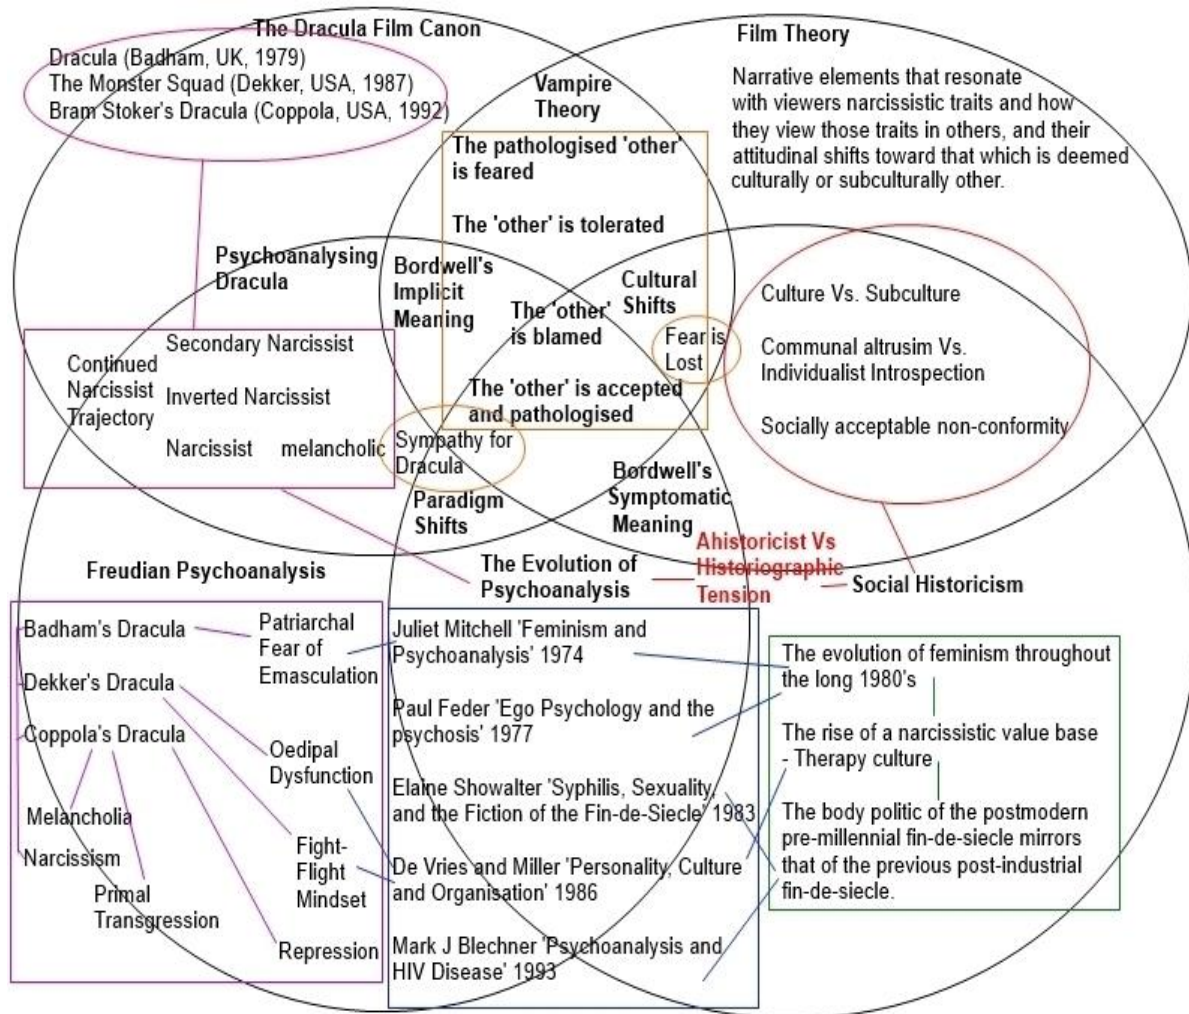 The Dracula Film Canon
Dracula (Badham, UK, 1979)
The Monster Squad (Dekker, USA, 1987)
Bram Stoker's Dracula (Coppola, USA, 1992)
Film Theory
Narrative elements that resonate
with viewers narcissistic traits and how
they view those traits in others, and their
attitudinal shifts toward that which is deemed
culturally or subculturally other.
Vampire
Theory
The pathologised 'other'
is feared
The 'other' is tolerated
Psychoanalysing
Dracula
Bordwell's
Implicit
Meaning
Cultural
Shifts
The 'other'
is blamed
Fear is
Lost
The 'other' is accepted
and pathologised
Culture Vs. Subculture
Communal altrusim Vs.
Individualist Introspection
Socially acceptable non-conformity
Continued
Narcissist
Trajectory
Secondary Narcissist
Inverted Narcissist
Narcissist melancholic
Sympathy for
Dracula
Paradigm
Shifts
Bordwell's
Symptomatic
Meaning
Freudian Psychoanalysis
The Evolution of
Psychoanalysis
Ahistoricist Vs
Historiographic
Tension
Social Historicism
Badham's Dracula
Dekker's Dracula
Coppola's Dracula
Patriarchal
Fear of
Emasculation
Oedipal
Dysfunction
Melancholia
Narcissism
Primal
Transgression
Fight-
Flight
Mindset
Repression
Juliet Mitchell 'Feminism and
Psychoanalysis' 1974
Paul Feder 'Ego Psychology and the
psychosis' 1977
Elaine Showalter 'Syphilis, Sexuality,
and the Fiction of the Fin-de-Siecle' 1983
De Vries and Miller 'Personality, Culture
and Organisation' 1986
Mark J Blechner 'Psychoanalysis and
HIV Disease' 1993
The evolution of feminism throughout
the long 1980's
The rise of a narcissistic value base
- Therapy culture
The body politic of the postmodern
pre-millennial fin-de-siecle mirrors
that of the previous post-industrial
fin-de-siecle.